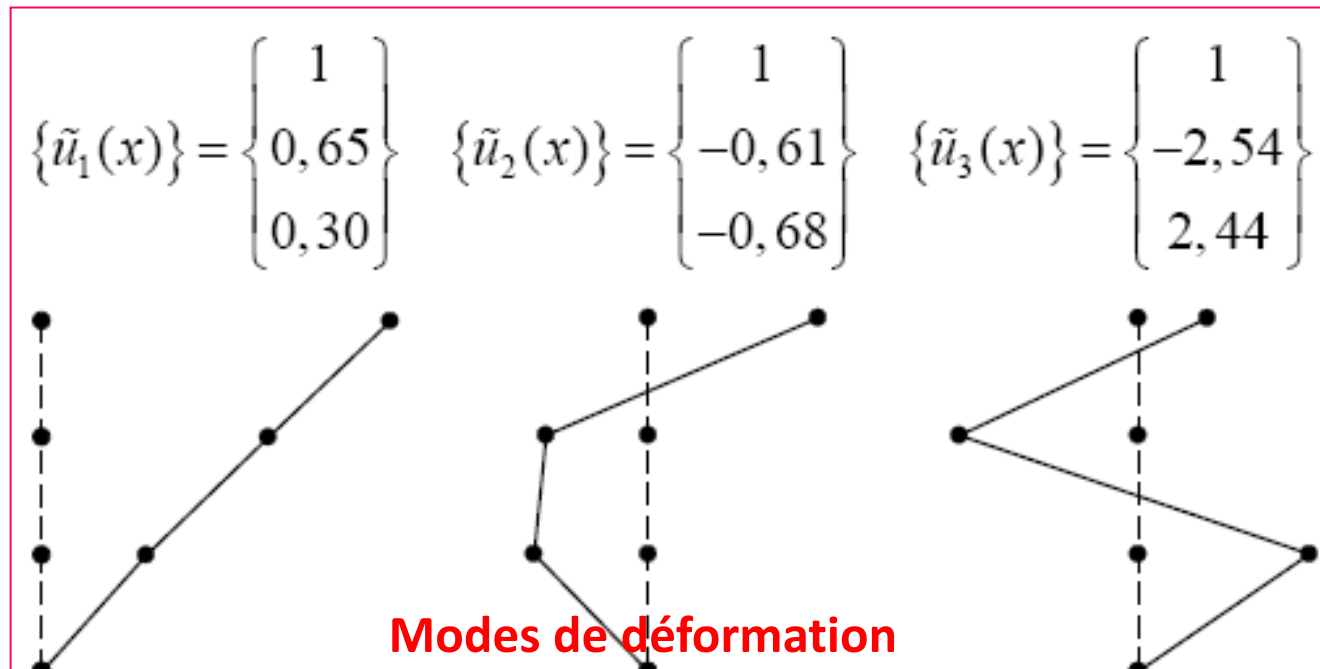 {ũ₁(x)} = {1 0,65 0,30} {ũ₂(x)} = {1 −0,61 −0,68} {ũ₃(x)} = {1 −2,54 2,44}
Modes de déformation